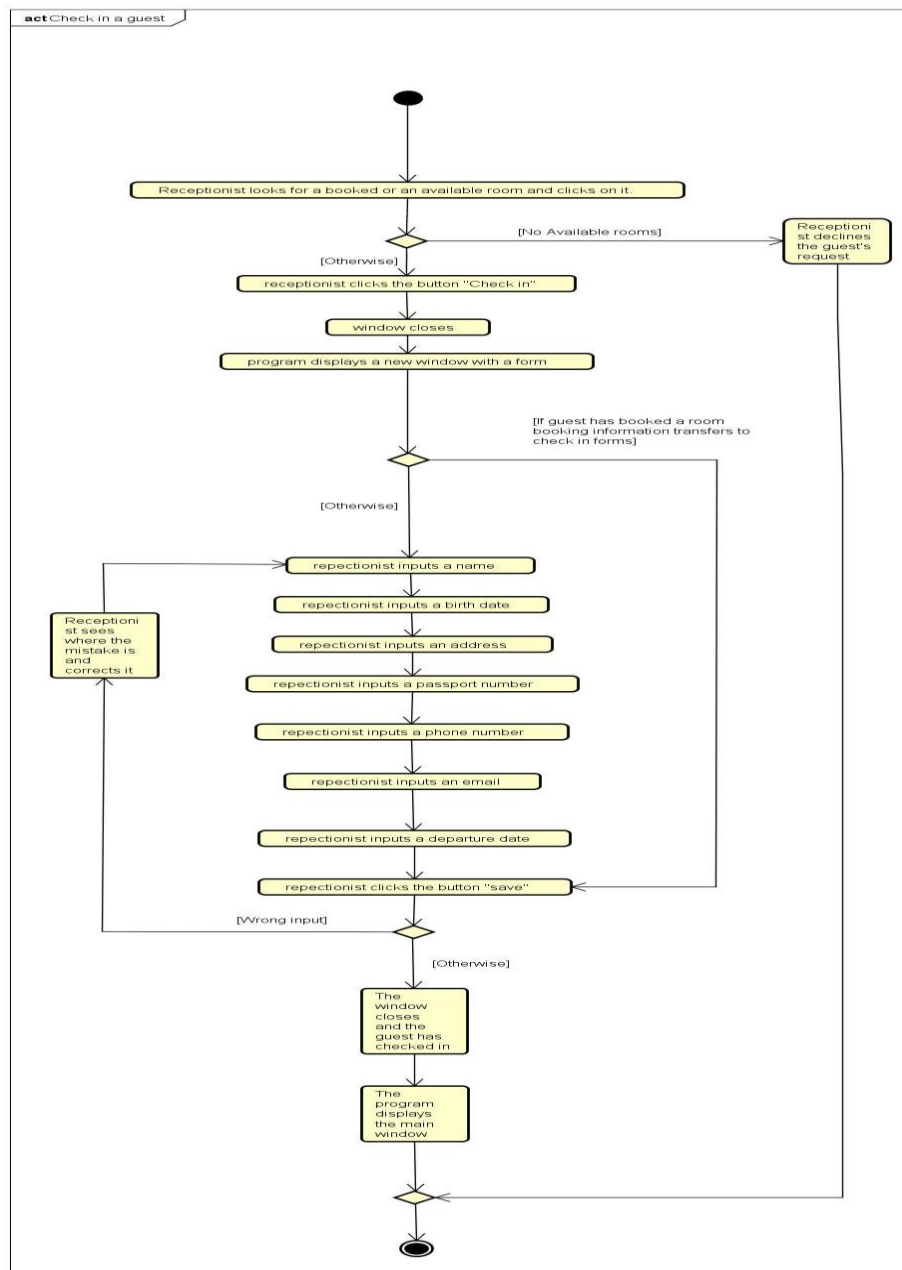 act Check in a guest
Receptionist looks for a booked or an available room and clicks on it.
[No Available rooms]
Receptioni
st declines
the guest's
request
[Otherwise]
receptionist clicks the button "Check in"
window closes
program displays a new window with a form
[If guest has booked a room
booking information transfers to
check in forms]
[Otherwise]
repectionist inputs a name
repectionist inputs a birth date
Receptioni
st sees
where the
mistake is
and
corrects it
repectionist inputs an address
repectionist inputs a passport number
repectionist inputs a phone number
repectionist inputs an email
repectionist inputs a departure date
repectionist clicks the button "save"
[Wrong input]
[Otherwise]
The
window
closes
and the
guest has
checked in
The
program
displays
the main
window